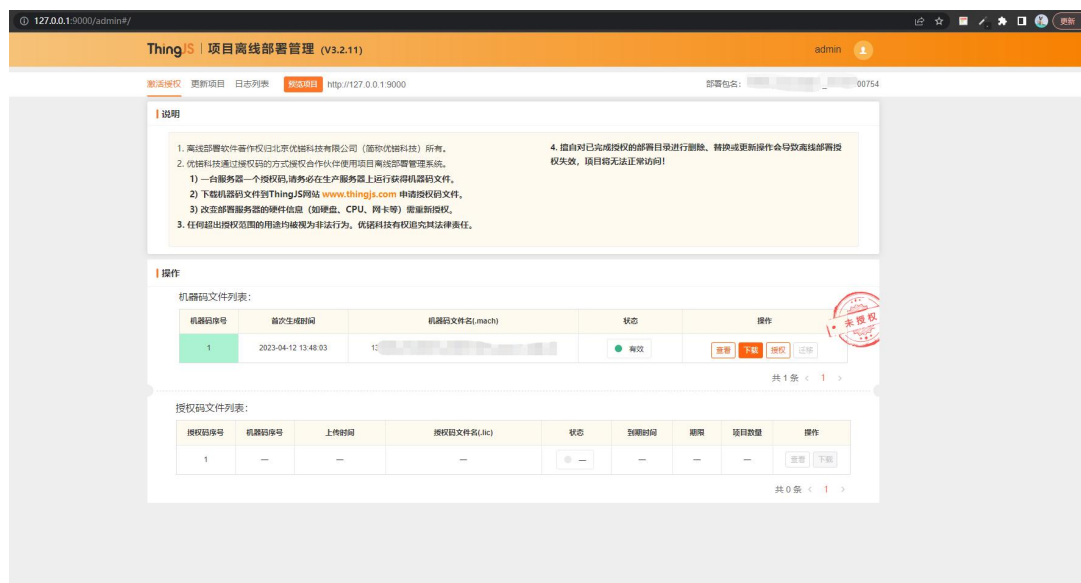 127.0.0.1:9000/admin#/
更新
ThingJS | 项目离线部署管理 (V3.2.11)
admin
激活授权 更新项目 日志列表 预览项目 http://127.0.0.1:9000
部署包名: _ 00754
说明
1. 离线部署软件著作权归北京优锘科技有限公司（简称优锘科技）所有。
2. 优锘科技通过授权码的方式授权合作伙伴使用项目离线部署管理系统。
1) 一台服务器一个授权码,请务必在生产服务器上运行获得机器码文件。
2) 下载机器码文件到ThingJS网站 www.thingjs.com 申请授权码文件。
3) 改变部署服务器的硬件信息（如硬盘、CPU、网卡等）需重新授权。
3. 任何超出授权范围的用途均被视为非法行为。优锘科技有权追究其法律责任。
4. 擅自对已完成授权的部署目录进行删除、替换或更新操作会导致离线部署授
权失效，项目将无法正常访问！
操作
机器码文件列表:
机器码序号 首次生成时间 机器码文件名(.mach) 状态 操作
未授权
1 2023-04-12 13:48:03 13 有效 查看 下载 授权 迁移
共 1 条 < 1 >
授权码文件列表:
授权码序号 机器码序号 上传时间 授权码文件名(.lic) 状态 到期时间 期限 项目数量 操作
1 — — — — — — — 查看 下载
共 0 条 < 1 >